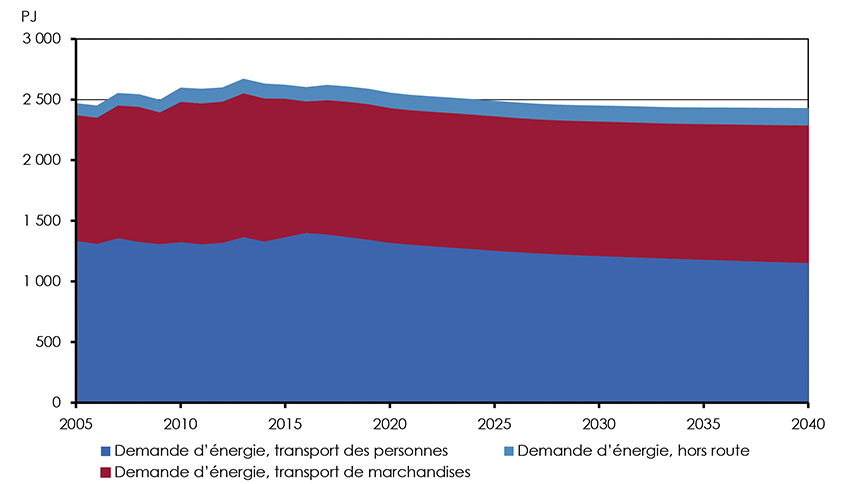 PJ
3 000
2 500
2 000
1 500
1 000
500
0
2005 2010 2015 2020 2025 2030 2035 2040
Demande d'énergie, transport des personnes
Demande d'énergie, hors route
Demande d'énergie, transport de marchandises